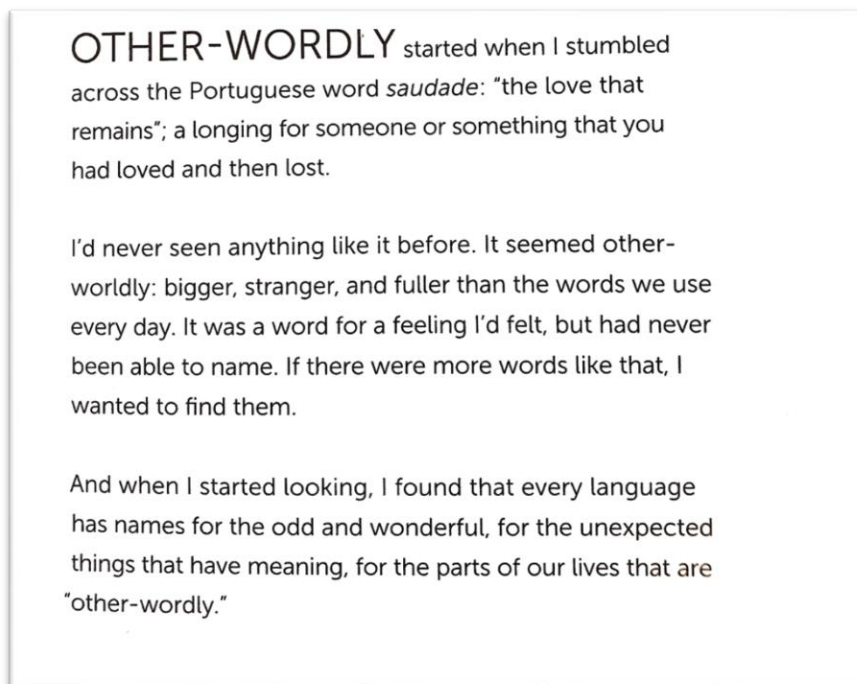 OTHER-WORDLY started when I stumbled
across the Portuguese word saudade: "the love that
remains"; a longing for someone or something that you
had loved and then lost.
I'd never seen anything like it before. It seemed other-
worldly: bigger, stranger, and fuller than the words we use
every day. It was a word for a feeling I'd felt, but had never
been able to name. If there were more words like that, I
wanted to find them.
And when I started looking, I found that every language
has names for the odd and wonderful, for the unexpected
things that have meaning, for the parts of our lives that are
"other-wordly."